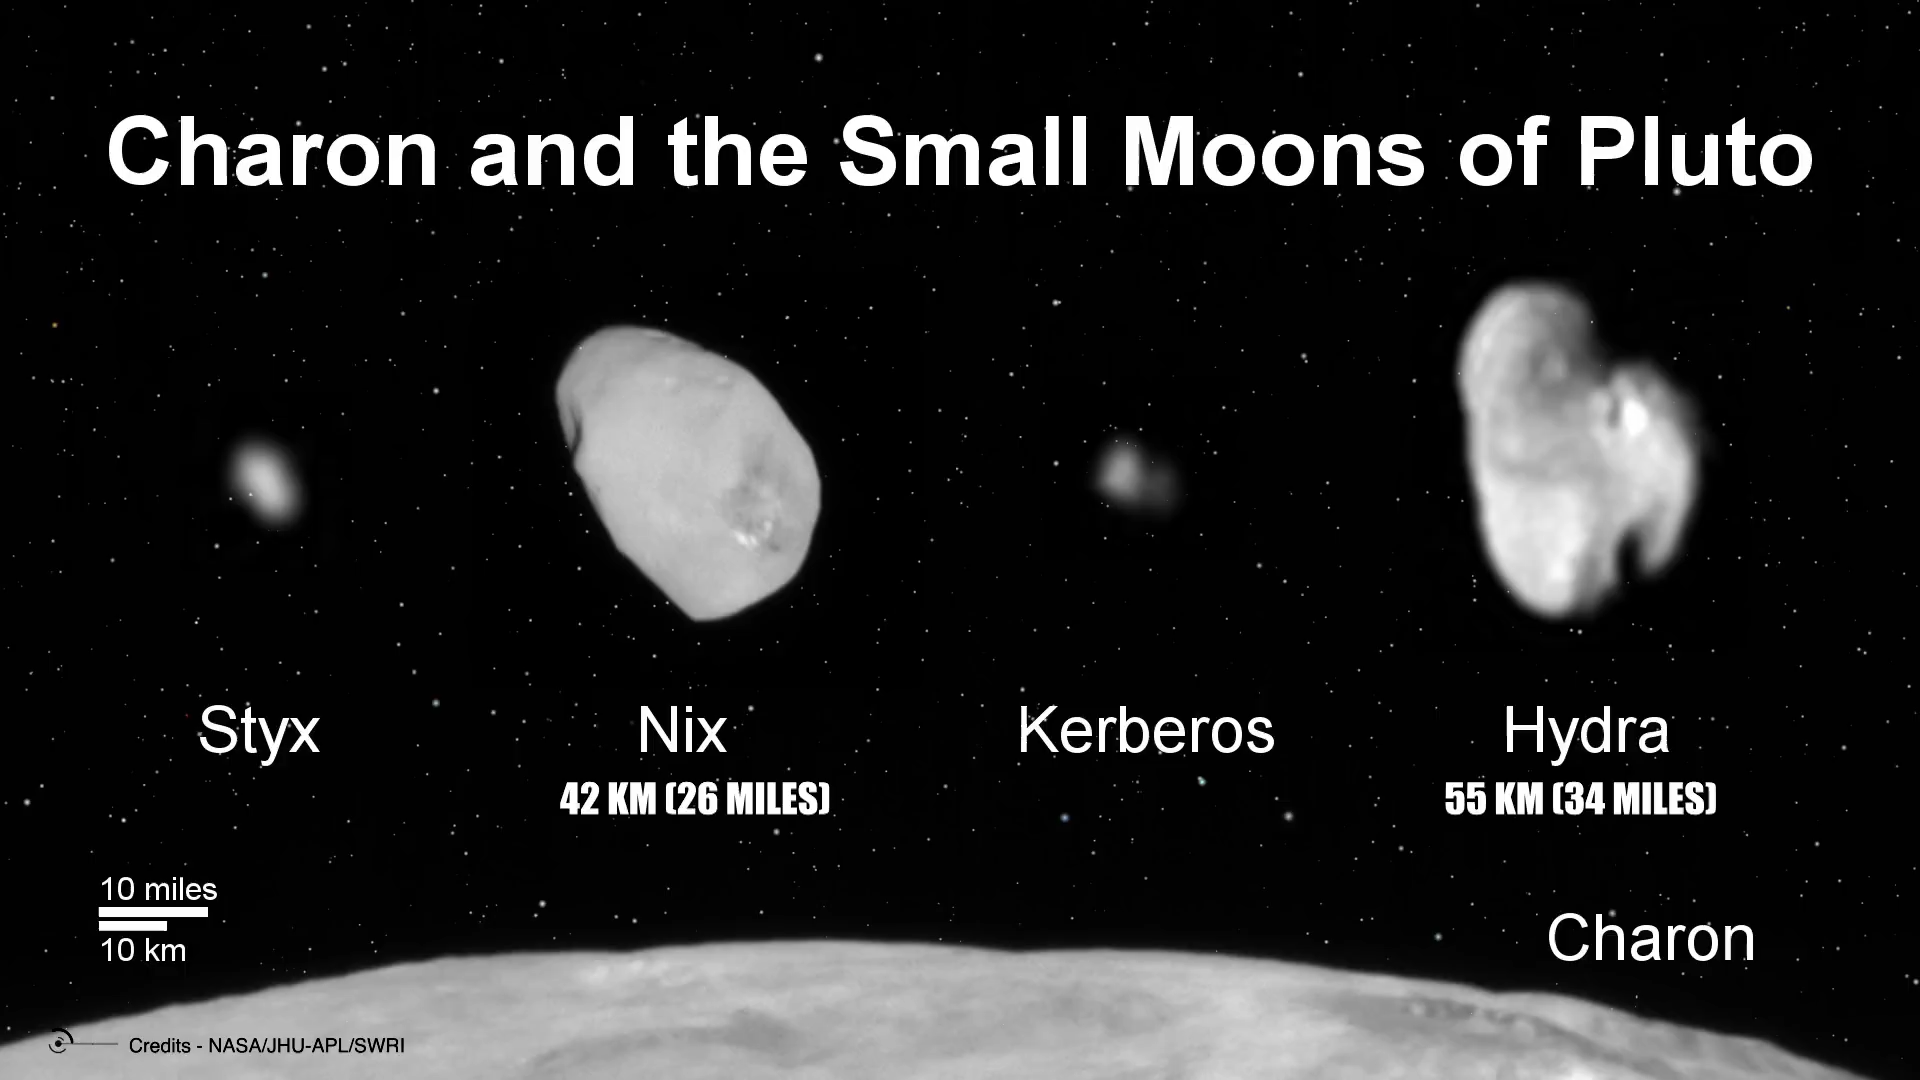 Charon and the Small Moons of Pluto
Styx
Nix
Kerberos
Hydra
42 KM (26 MILES)
55 KM (34 MILES)
10 miles
10 km
Charon
Credits - NASA/JHU-APL/SWRI